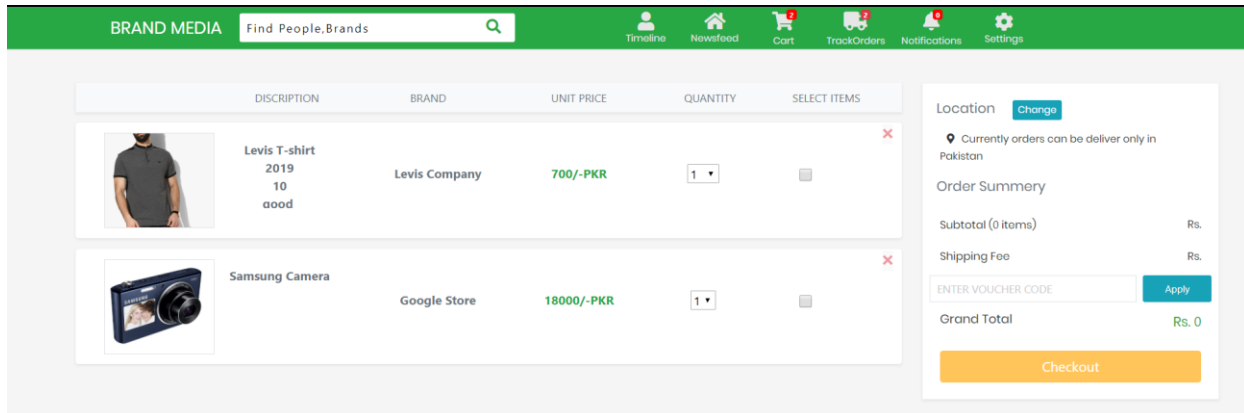 BRAND MEDIA
Find People,Brands
Timeline
Newsfeed
2
Cart
2
TrackOrders
0
Notifications
Settings
DISCRIPTION BRAND UNIT PRICE QUANTITY SELECT ITEMS
Levis T-shirt
2019
10
good
Levis Company
700/-PKR
1
Samsung Camera
Google Store
18000/-PKR
1
SAMSUNG
Location Change
Currently orders can be deliver only in
Pakistan
Order Summery
Subtotal (0 items) Rs.
Shipping Fee Rs.
ENTER VOUCHER CODE Apply
Grand Total Rs. 0
Checkout